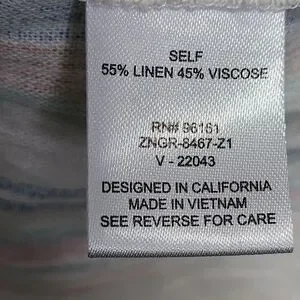 SELF
55% LINEN 45% VISCOSE
RN# 96161
ZNGR-8467-Z1
V - 22043
DESIGNED IN CALIFORNIA
MADE IN VIETNAM
SEE REVERSE FOR CARE